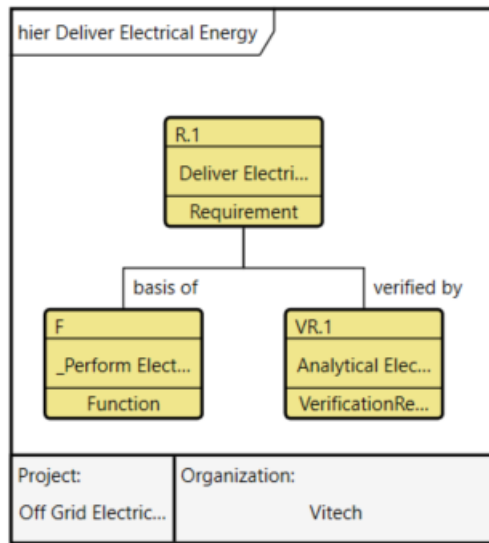 hier Deliver Electrical Energy
R.1
Deliver Electri...
Requirement
basis of
verified by
F
_Perform Elect...
Function
VR.1
Analytical Elec...
VerificationRe...
Project:
Off Grid Electric...
Organization:
Vitech